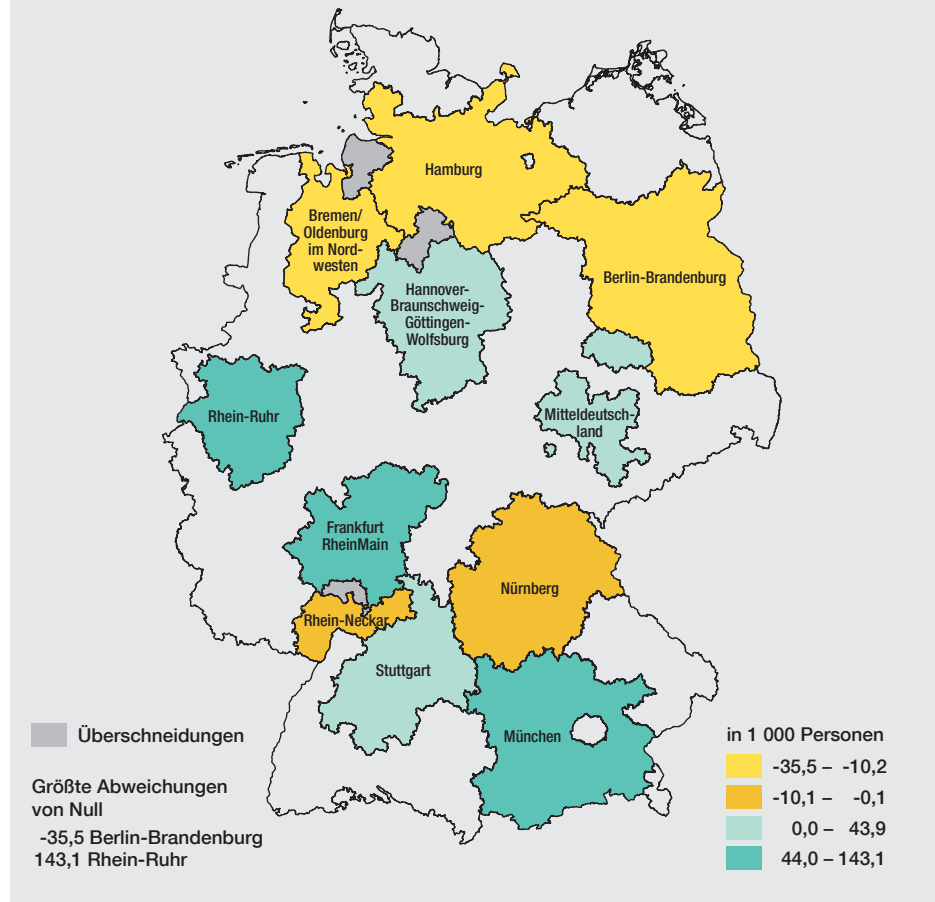 Hamburg
Bremen/
Oldenburg
im Nord-
westen
Berlin-Brandenburg
Hannover-
Braunschweig-
Göttingen-
Wolfsburg
Rhein-Ruhr
Mitteldeutsch-
land
Frankfurt
RheinMain
Nürnberg
Rhein-Neckar
Stuttgart
München
Überschneidungen
Größte Abweichungen
von Null
-35,5 Berlin-Brandenburg
143,1 Rhein-Ruhr
in 1 000 Personen
-35,5 – -10,2
-10,1 – -0,1
0,0 – 43,9
44,0 – 143,1